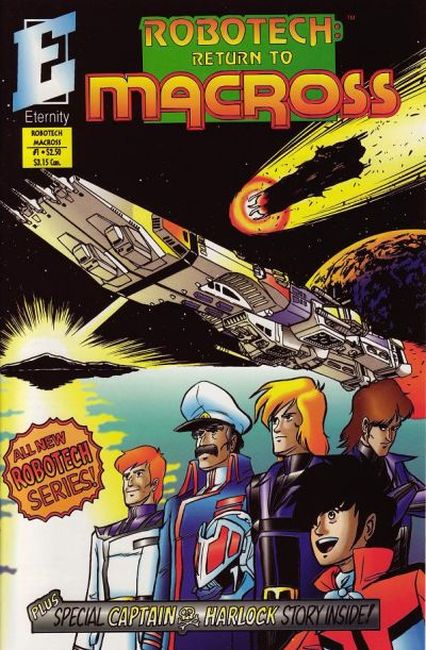 E
Eternity
ROBOTECH
MACROSS
#1 • $2.50
$3.15 Can.
ROBOTECH: ™
RETURN TO
MACROSS
ALL NEW
ROBOTECH
SERIES!
PLUS SPECIAL CAPTAIN HARLOCK STORY INSIDE!